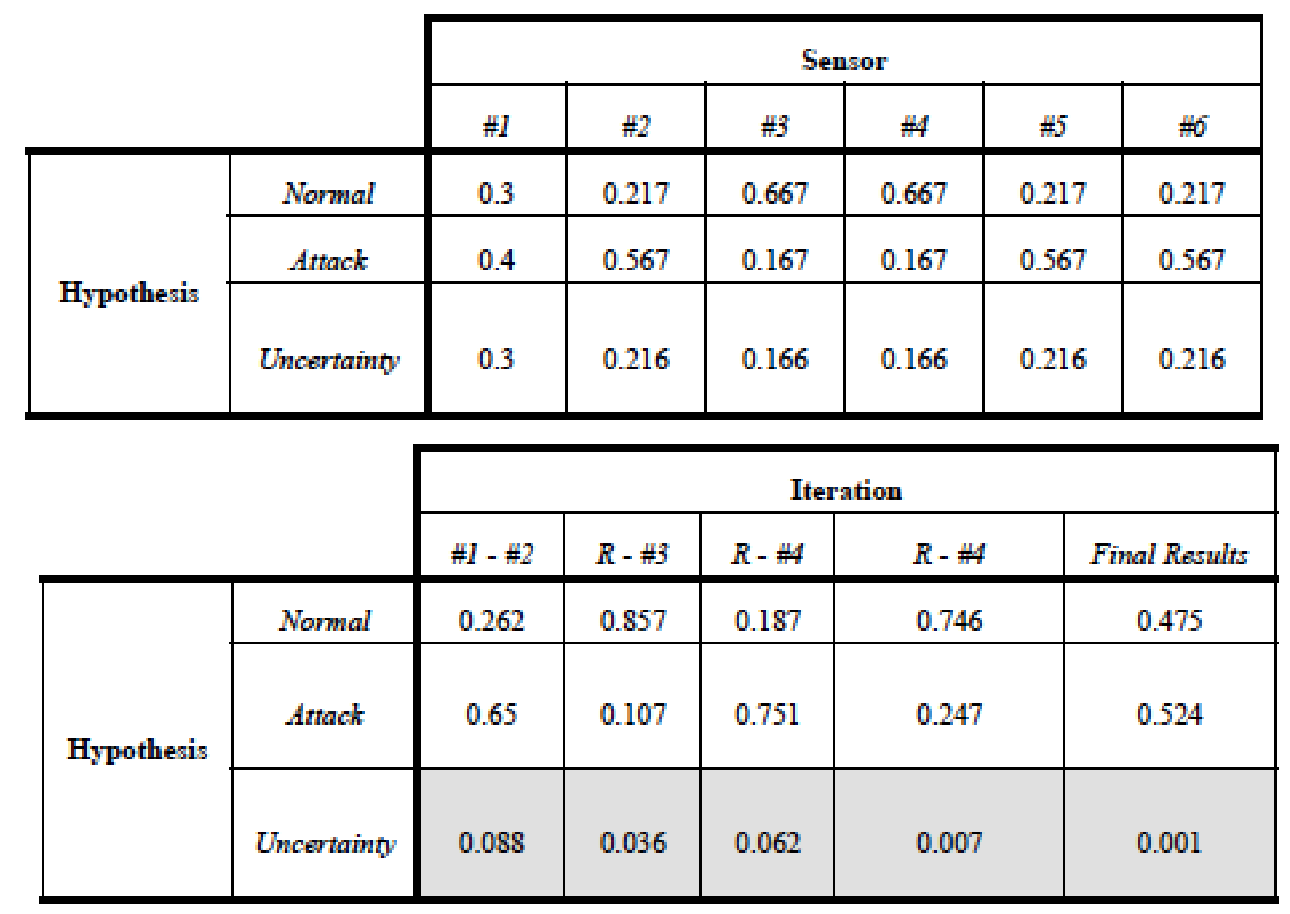 Sensor
#1 #2 #3 #4 #5 #6
Hypothesis
Normal 0.3 0.217 0.667 0.667 0.217 0.217
Attack 0.4 0.567 0.167 0.167 0.567 0.567
Uncertainty 0.3 0.216 0.166 0.166 0.216 0.216
Iteration
#1 - #2 R - #3 R - #4 R - #4 Final Results
Hypothesis
Normal 0.262 0.857 0.187 0.746 0.475
Attack 0.65 0.107 0.751 0.247 0.524
Uncertainty 0.088 0.036 0.062 0.007 0.001